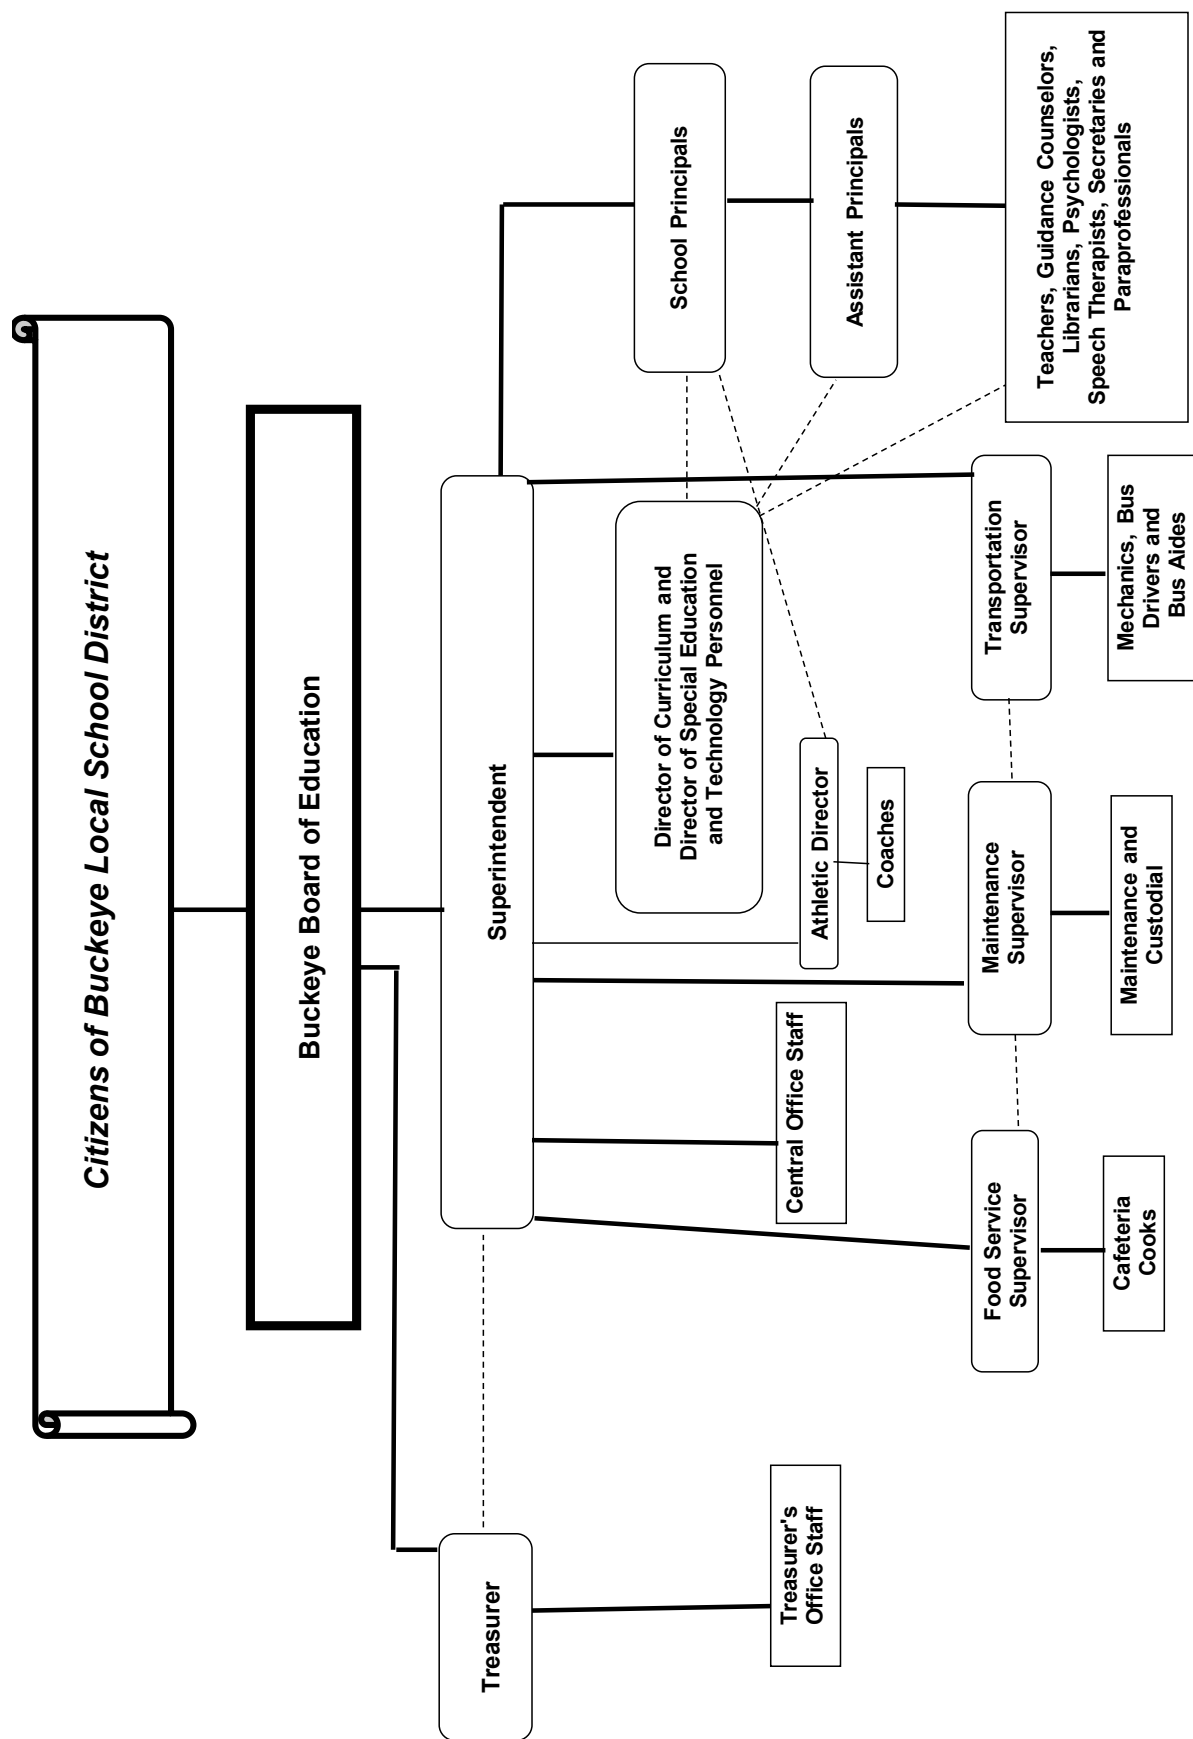 Citizens of Buckeye Local School District
Buckeye Board of Education
Treasurer
Superintendent
School Principals
Director of Curriculum and
Director of Special Education
and Technology Personnel
Assistant Principals
Treasurer's
Office Staff
Central Office Staff
Athletic Director
Coaches
Teachers, Guidance Counselors,
Librarians, Psychologists,
Speech Therapists, Secretaries and
Paraprofessionals
Food Service
Supervisor
Maintenance
Supervisor
Transportation
Supervisor
Cafeteria
Cooks
Maintenance and
Custodial
Mechanics, Bus
Drivers and
Bus Aides